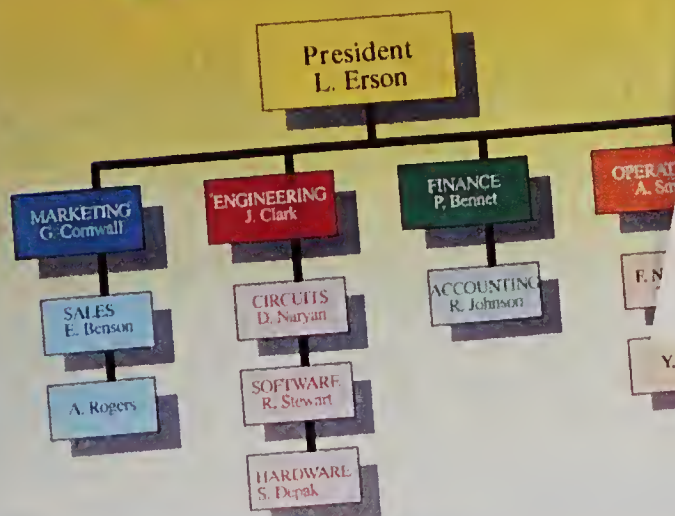 President
L. Erson
MARKETING
G. Cornwall
ENGINEERING
J. Clark
FINANCE
P. Bennet
SALES
E. Benson
A. Rogers
CIRCUITS
D. Naryan
SOFTWARE
R. Stewart
HARDWARE
S. Depak
ACCOUNTING
R. Johnson
A.
F.
Y.